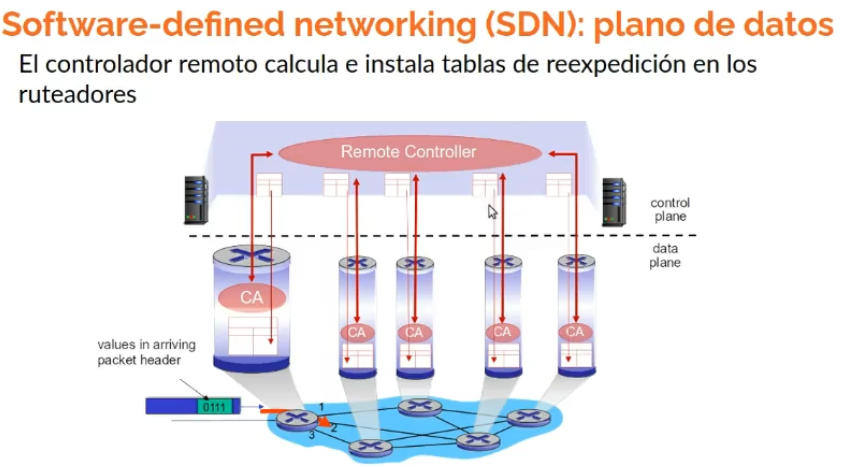 Software-defined networking (SDN): plano de datos
El controlador remoto calcula e instala tablas de reexpedición en los
ruteadores
Remote Controller
control
plane
data
plane
CA
CA
CA
CA
CA
values in arriving
packet header
0111
1
2
3